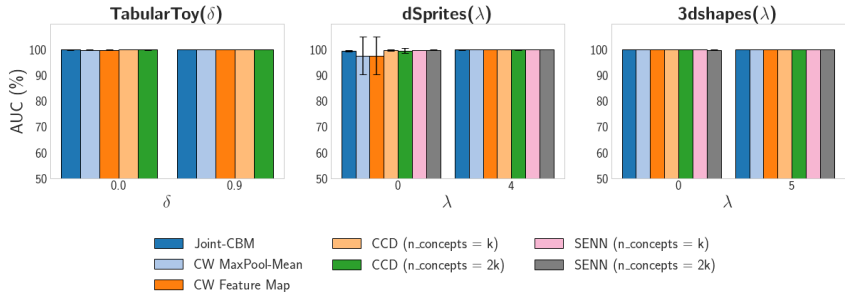 TabularToy(δ)
dSprites(λ)
3dshapes(λ)
AUC (%)
100
90
80
70
60
50
0.0
0.9
δ
100
90
80
70
60
50
0
4
λ
100
90
80
70
60
50
0
5
λ
Joint-CBM
CW MaxPool-Mean
CW Feature Map
CCD (n_concepts = k)
CCD (n_concepts = 2k)
SENN (n_concepts = k)
SENN (n_concepts = 2k)